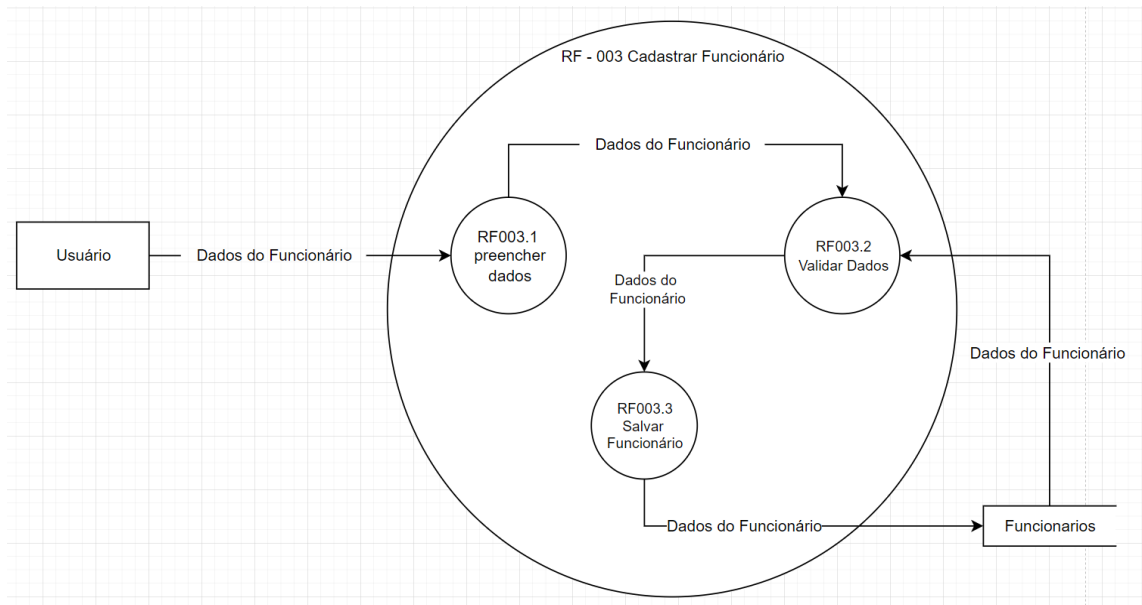 RF - 003 Cadastrar Funcionário
Dados do Funcionário
Usuário
Dados do Funcionário
RF003.1
preencher
dados
RF003.2
Validar Dados
Dados do
Funcionário
Dados do Funcionário
RF003.3
Salvar
Funcionário
Dados do Funcionário
Funcionarios